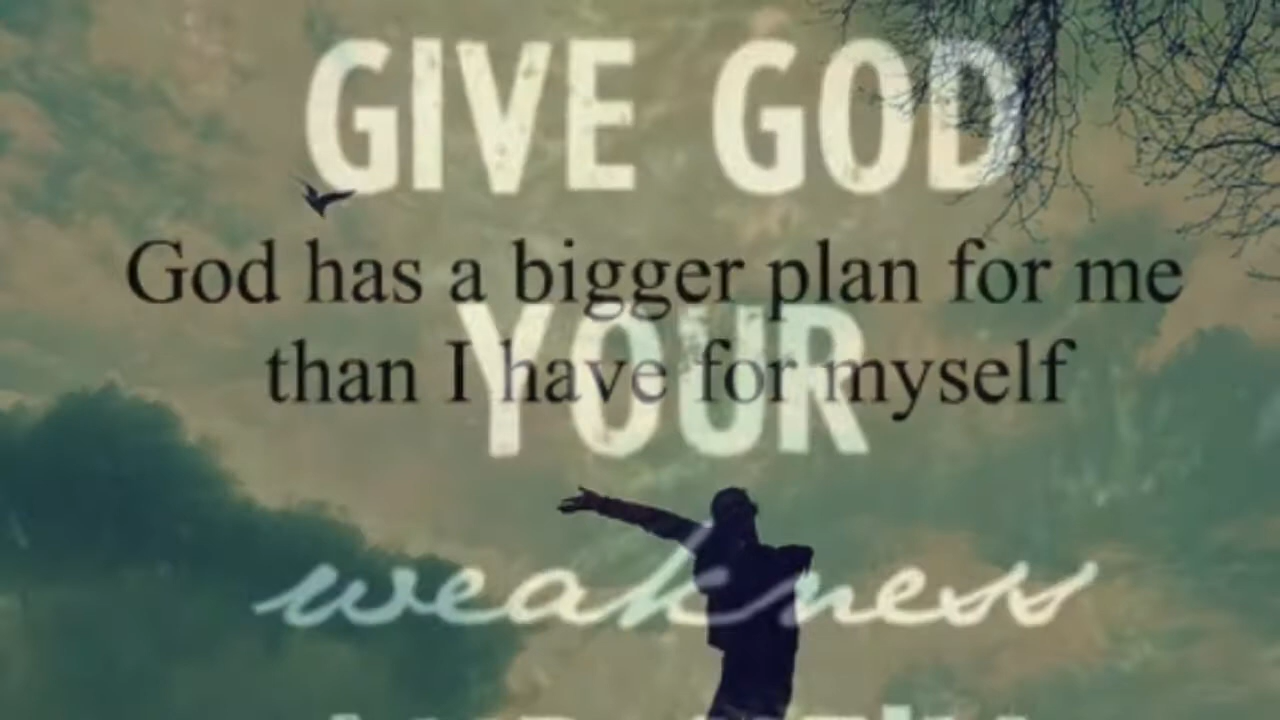 GIVE GOD
God has a bigger plan for me
than I have for myself
YOUR
weakness